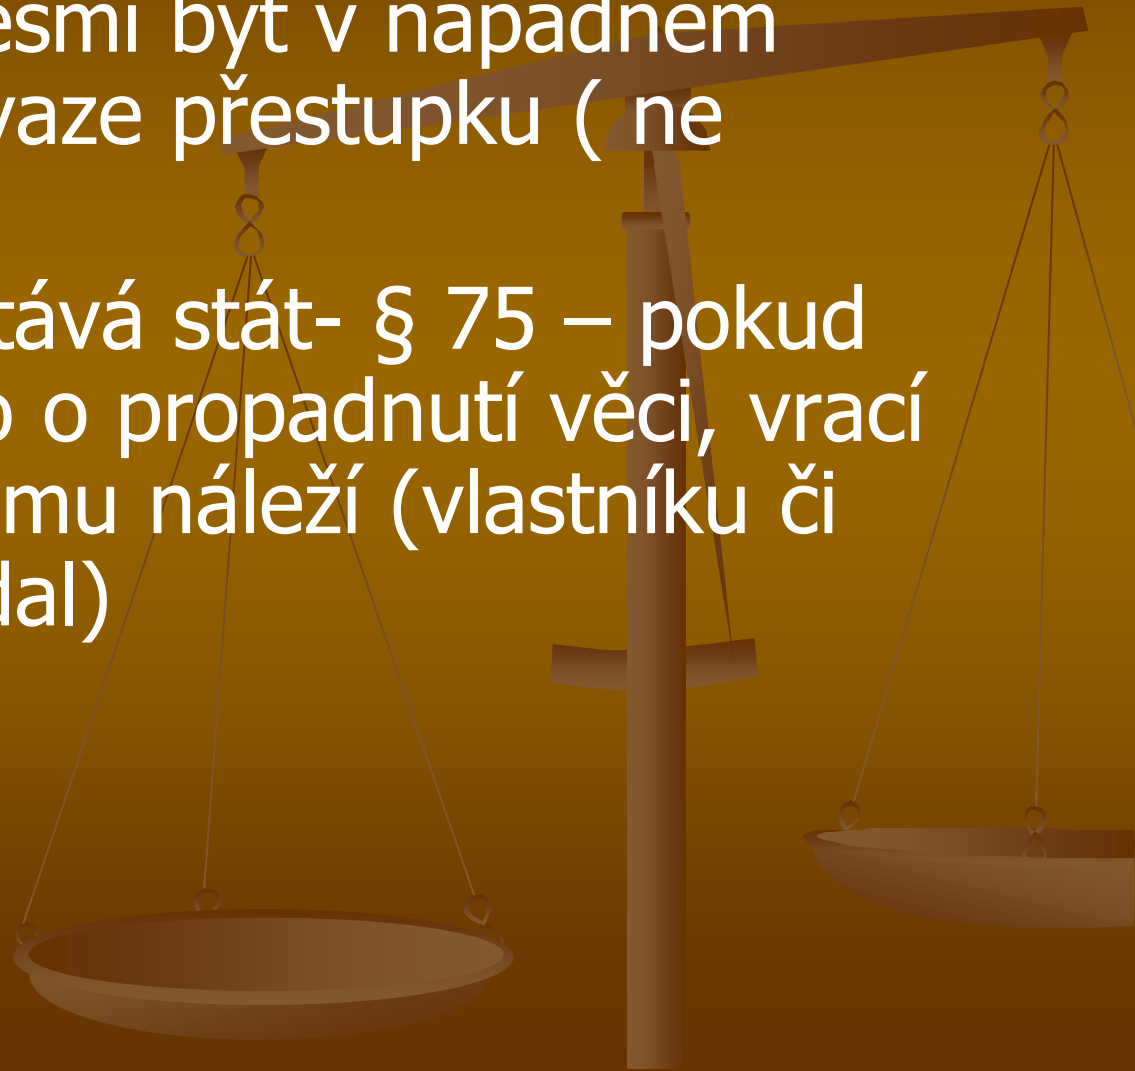 esmí být v nápadném
vaze přestupku ( ne
tává stát- § 75 – pokud
o propadnutí věci, vrací
mu náleží (vlastníku či
dal)